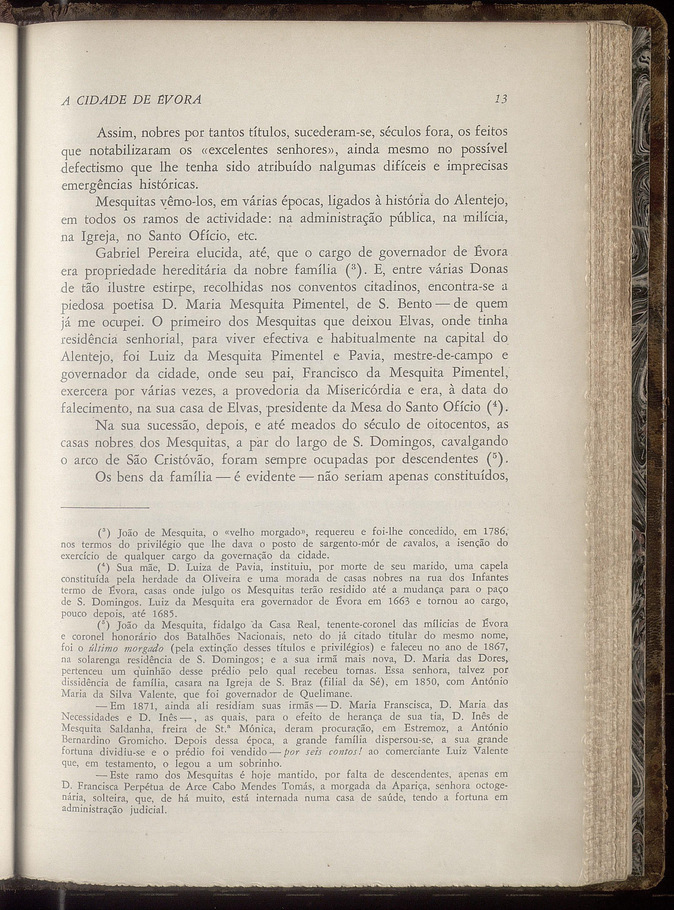 A CIDADE DE ÉVORA 13
Assim, nobres por tantos títulos, sucederam-se, séculos fora, os feitos
que notabilizaram os «excelentes senhores», ainda mesmo no possível
defectismo que lhe tenha sido atribuído nalgumas difíceis e imprecisas
emergências históricas.
Mesquitas vêmo-los, em várias épocas, ligados à história do Alentejo,
em todos os ramos de actividade: na administração pública, na milícia,
na Igreja, no Santo Ofício, etc.
Gabriel Pereira elucida, até, que o cargo de governador de Évora
era propriedade hereditária da nobre família (³). E, entre várias Donas
de tão ilustre estirpe, recolhidas nos conventos citadinos, encontra-se a
piedosa poetisa D. Maria Mesquita Pimentel, de S. Bento — de quem
já me ocupei. O primeiro dos Mesquitas que deixou Elvas, onde tinha
residência senhorial, para viver efectiva e habitualmente na capital do
Alentejo, foi Luiz da Mesquita Pimentel e Pavia, mestre-de-campo e
governador da cidade, onde seu pai, Francisco da Mesquita Pimentel,
exercera por várias vezes, a provedoria da Misericórdia e era, à data do
falecimento, na sua casa de Elvas, presidente da Mesa do Santo Ofício (⁴).
Na sua sucessão, depois, e até meados do século de oitocentos, as
casas nobres dos Mesquitas, a par do largo de S. Domingos, cavalgando
o arco de São Cristóvão, foram sempre ocupadas por descendentes (⁵).
Os bens da família — é evidente — não seriam apenas constituídos,
(³) João de Mesquita, o «velho morgado», requereu e foi-lhe concedido, em 1786,
nos termos do privilégio que lhe dava o posto de sargento-mór de cavalos, a isenção do
exercício de qualquer cargo da governação da cidade.
(⁴) Sua mãe, D. Luiza de Pavia, instituiu, por morte de seu marido, uma capela
constituída pela herdade da Oliveira e uma morada de casas nobres na rua dos Infantes
termo de Évora, casas onde julgo os Mesquitas terão residido até a mudança para o paço
de S. Domingos. Luiz da Mesquita era governador de Évora em 1663 e tornou ao cargo,
pouco depois, até 1685.
(⁵) João da Mesquita, fidalgo da Casa Real, tenente-coronel das milícias de Évora
e coronel honorário dos Batalhões Nacionais, neto do já citado titular do mesmo nome,
foi o último morgado (pela extinção desses títulos e privilégios) e faleceu no ano de 1867,
na solarenga residência de S. Domingos; e a sua irmã mais nova, D. Maria das Dores,
pertenceu um quinhão desse prédio pelo qual recebeu tornas. Essa senhora, talvez por
dissidência de família, casara na Igreja de S. Braz (filial da Sé), em 1850, com António
Maria da Silva Valente, que foi governador de Quelimane.
— Em 1871, ainda ali residiam suas irmãs — D. Maria Franscisca, D. Maria das
Necessidades e D. Inês —, as quais, para o efeito de herança de sua tia, D. Inês de
Mesquita Saldanha, freira de St.ª Mónica, deram procuração, em Estremoz, a António
Bernardino Gromicho. Depois dessa época, a grande família dispersou-se, a sua grande
fortuna dividiu-se e o prédio foi vendido — por seis contos! ao comerciante Luiz Valente
que, em testamento, o legou a um sobrinho.
— Este ramo dos Mesquitas é hoje mantido, por falta de descendentes, apenas em
D. Francisca Perpétua de Arce Cabo Mendes Tomás, a morgada da Apariça, senhora octoge-
nária, solteira, que, de há muito, está internada numa casa de saúde, tendo a fortuna em
administração judicial.